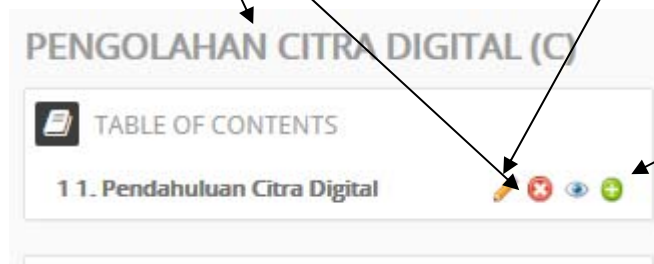 PENGOLAHAN CITRA DIGITAL (C)
TABLE OF CONTENTS
1 1. Pendahuluan Citra Digital